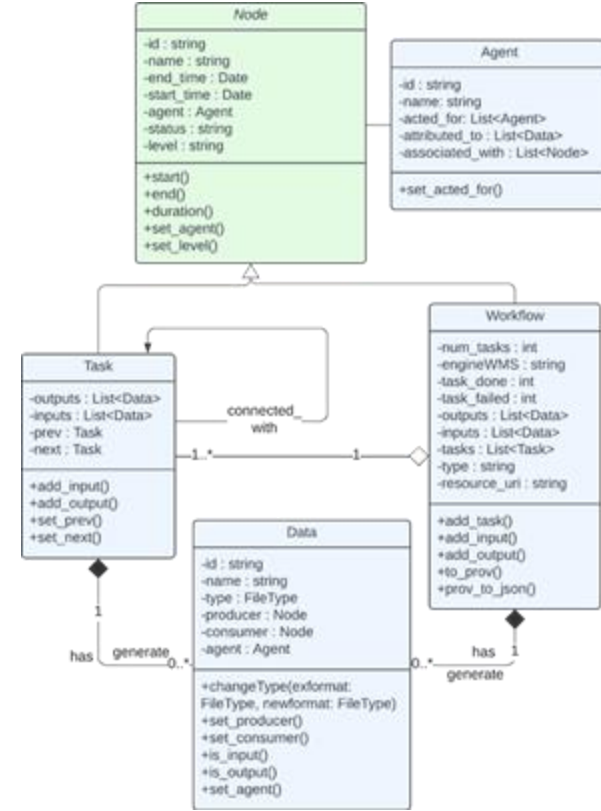 Node
-id : string
-name : string
-end_time : Date
-start_time : Date
-agent : Agent
-status : string
-level : string
+start()
+end()
+duration()
+set_agent()
+set_level()
Agent
-id : string
-name: string
-acted_for: List<Agent>
-attributed_to : List<Data>
-associated_with : List<Node>
+set_acted_for()
Task
-outputs : List<Data>
-inputs : List<Data>
-prev : Task
-next : Task
+add_input()
+add_output()
+set_prev()
+set_next()
connected_
with
1..*
1
Workflow
-num_tasks : int
-engineWMS : string
-task_done : int
-task_failed : int
-outputs : List<Data>
-inputs : List<Data>
-tasks : List<Task>
-type : string
-resource_uri : string
+add_task()
+add_input()
+add_output()
+to_prov()
+prov_to_json()
Data
-id : string
-name : string
-type : FileType
-producer : Node
-consumer : Node
-agent : Agent
+changeType(exformat:
FileType, newformat: FileType)
+set_producer()
+set_consumer()
+is_input()
+is_output()
+set_agent()
1
has generate
0..*
0..*
has 1
generate